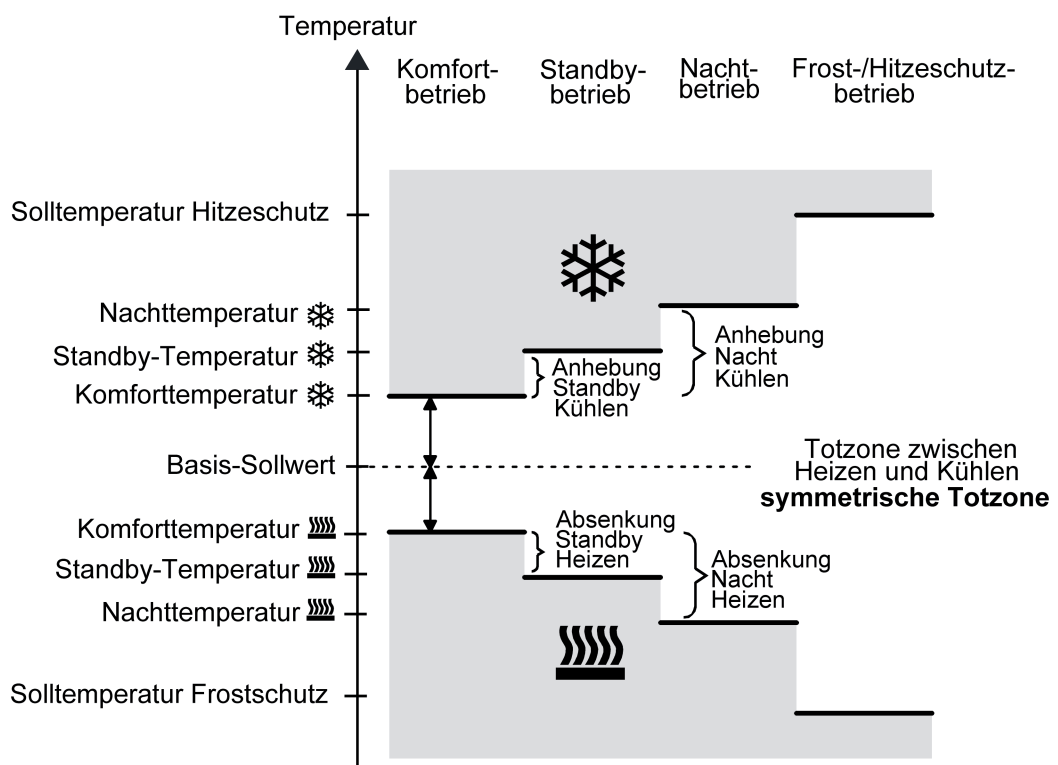 Temperatur
Komfort-
betrieb
Standby-
betrieb
Nacht-
betrieb
Frost-/Hitzeschutz-
betrieb
Solltemperatur Hitzeschutz
Nachttemperatur
Standby-Temperatur
Komforttemperatur
Anhebung
Standby
Kühlen
Anhebung
Nacht
Kühlen
Basis-Sollwert
Totzone zwischen
Heizen und Kühlen
symmetrische Totzone
Komforttemperatur
Standby-Temperatur
Nachttemperatur
Absenkung
Standby
Heizen
Absenkung
Nacht
Heizen
Solltemperatur Frostschutz